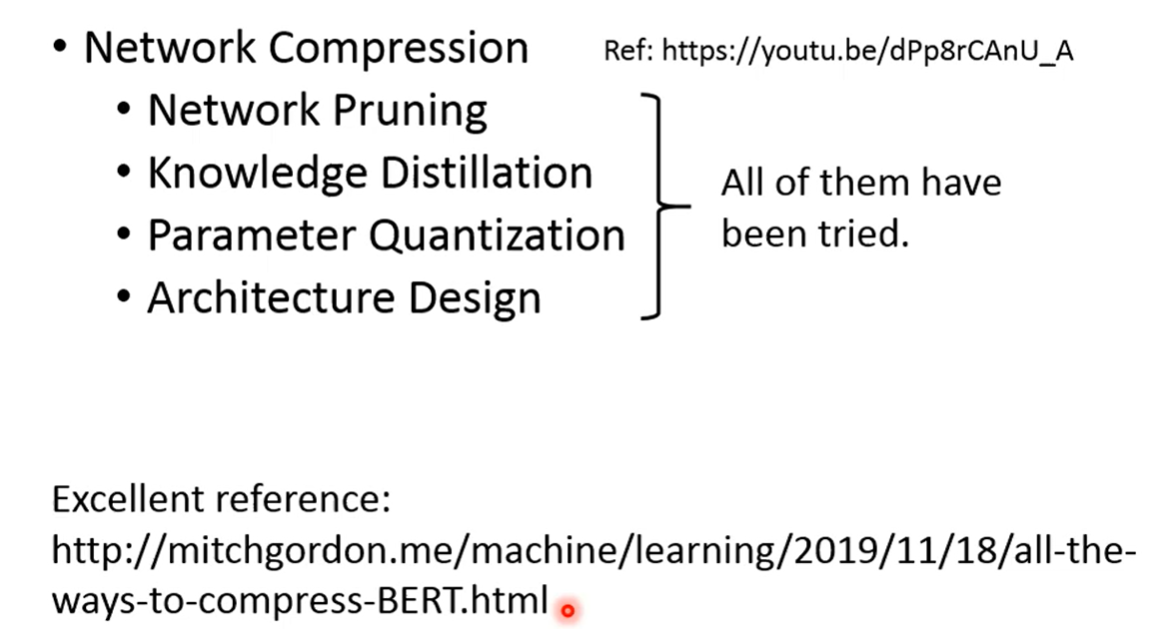 • Network Compression
Ref: https://youtu.be/dPp8rCAnU_A
• Network Pruning
• Knowledge Distillation
• Parameter Quantization
• Architecture Design
All of them have
been tried.
Excellent reference:
http://mitchgordon.me/machine/learning/2019/11/18/all-the-
ways-to-compress-BERT.html